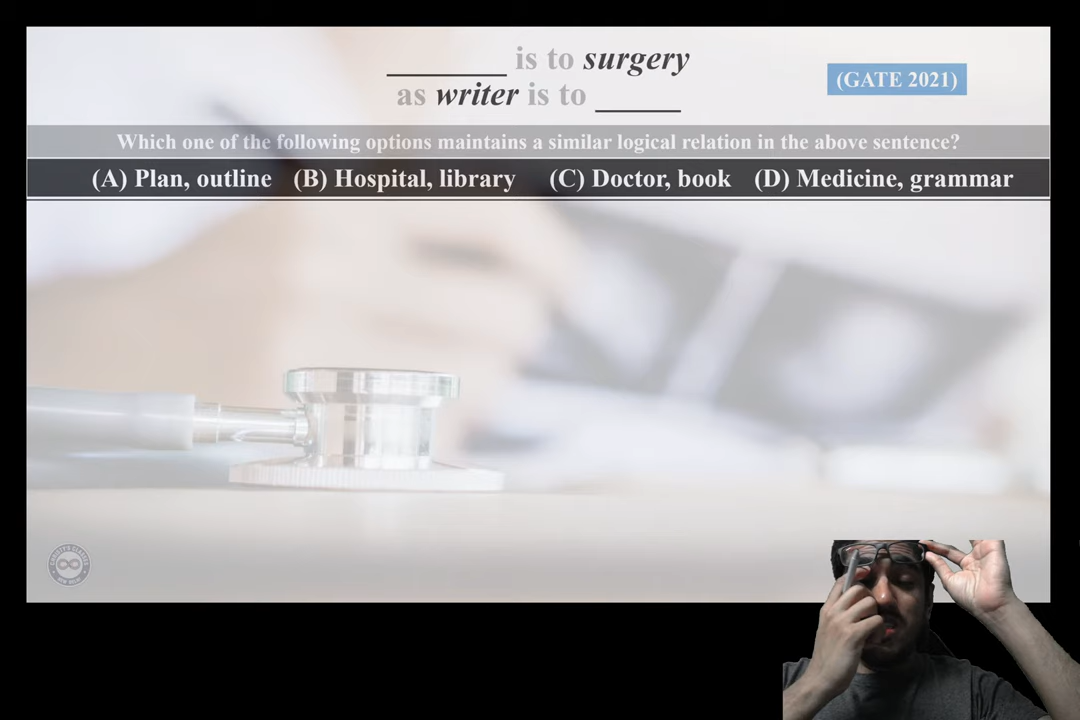 _________ is to surgery
as writer is to ______
(GATE 2021)
Which one of the following options maintains a similar logical relation in the above sentence?
(A) Plan, outline (B) Hospital, library (C) Doctor, book (D) Medicine, grammar